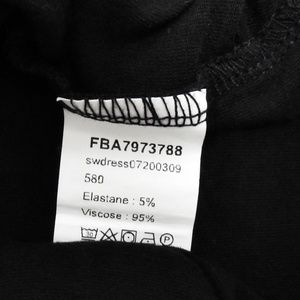 FBA7973788
swdress07200309
580
Elastane : 5%
Viscose : 95%